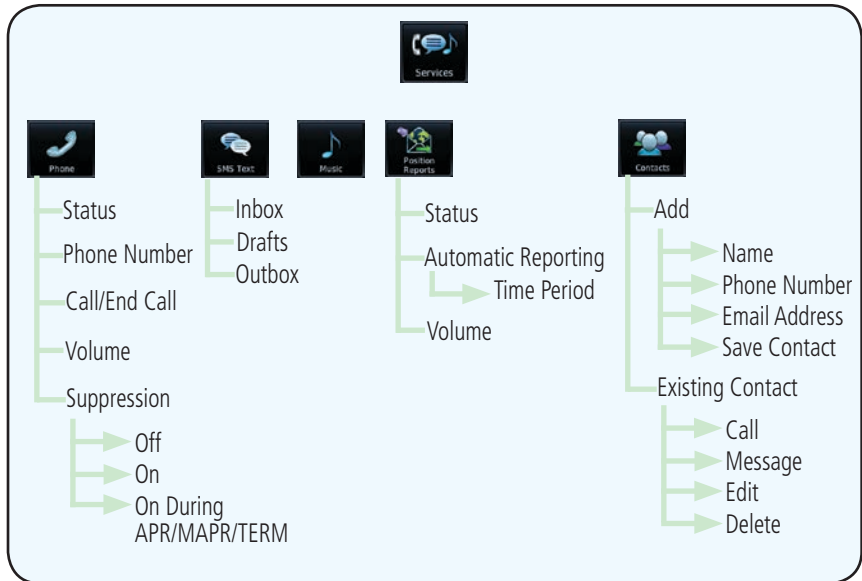 Services
Phone
Status
Phone Number
Call/End Call
Volume
Suppression
Off
On
On During
APR/MAPR/TERM
SMS Text
Inbox
Drafts
Outbox
Music
Position
Reports
Status
Automatic Reporting
Time Period
Volume
Contacts
Add
Name
Phone Number
Email Address
Save Contact
Existing Contact
Call
Message
Edit
Delete